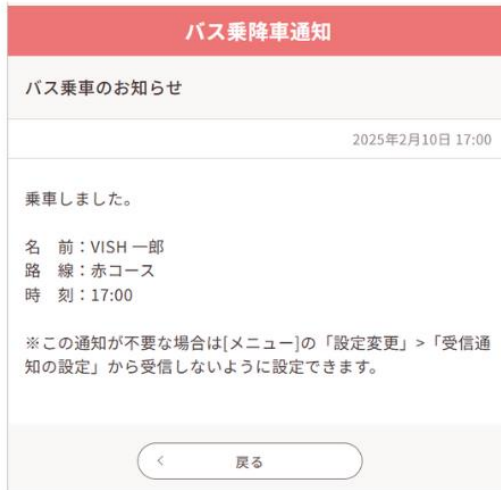 バス乗降車通知
バス乗車のお知らせ
2025年2月10日 17:00
乗車しました。
名　前：VISH 一郎
路　線：赤コース
時　刻：17:00
※この通知が不要な場合は[メニュー]の「設定変更」>「受信通
知の設定」から受信しないように設定できます。
戻る